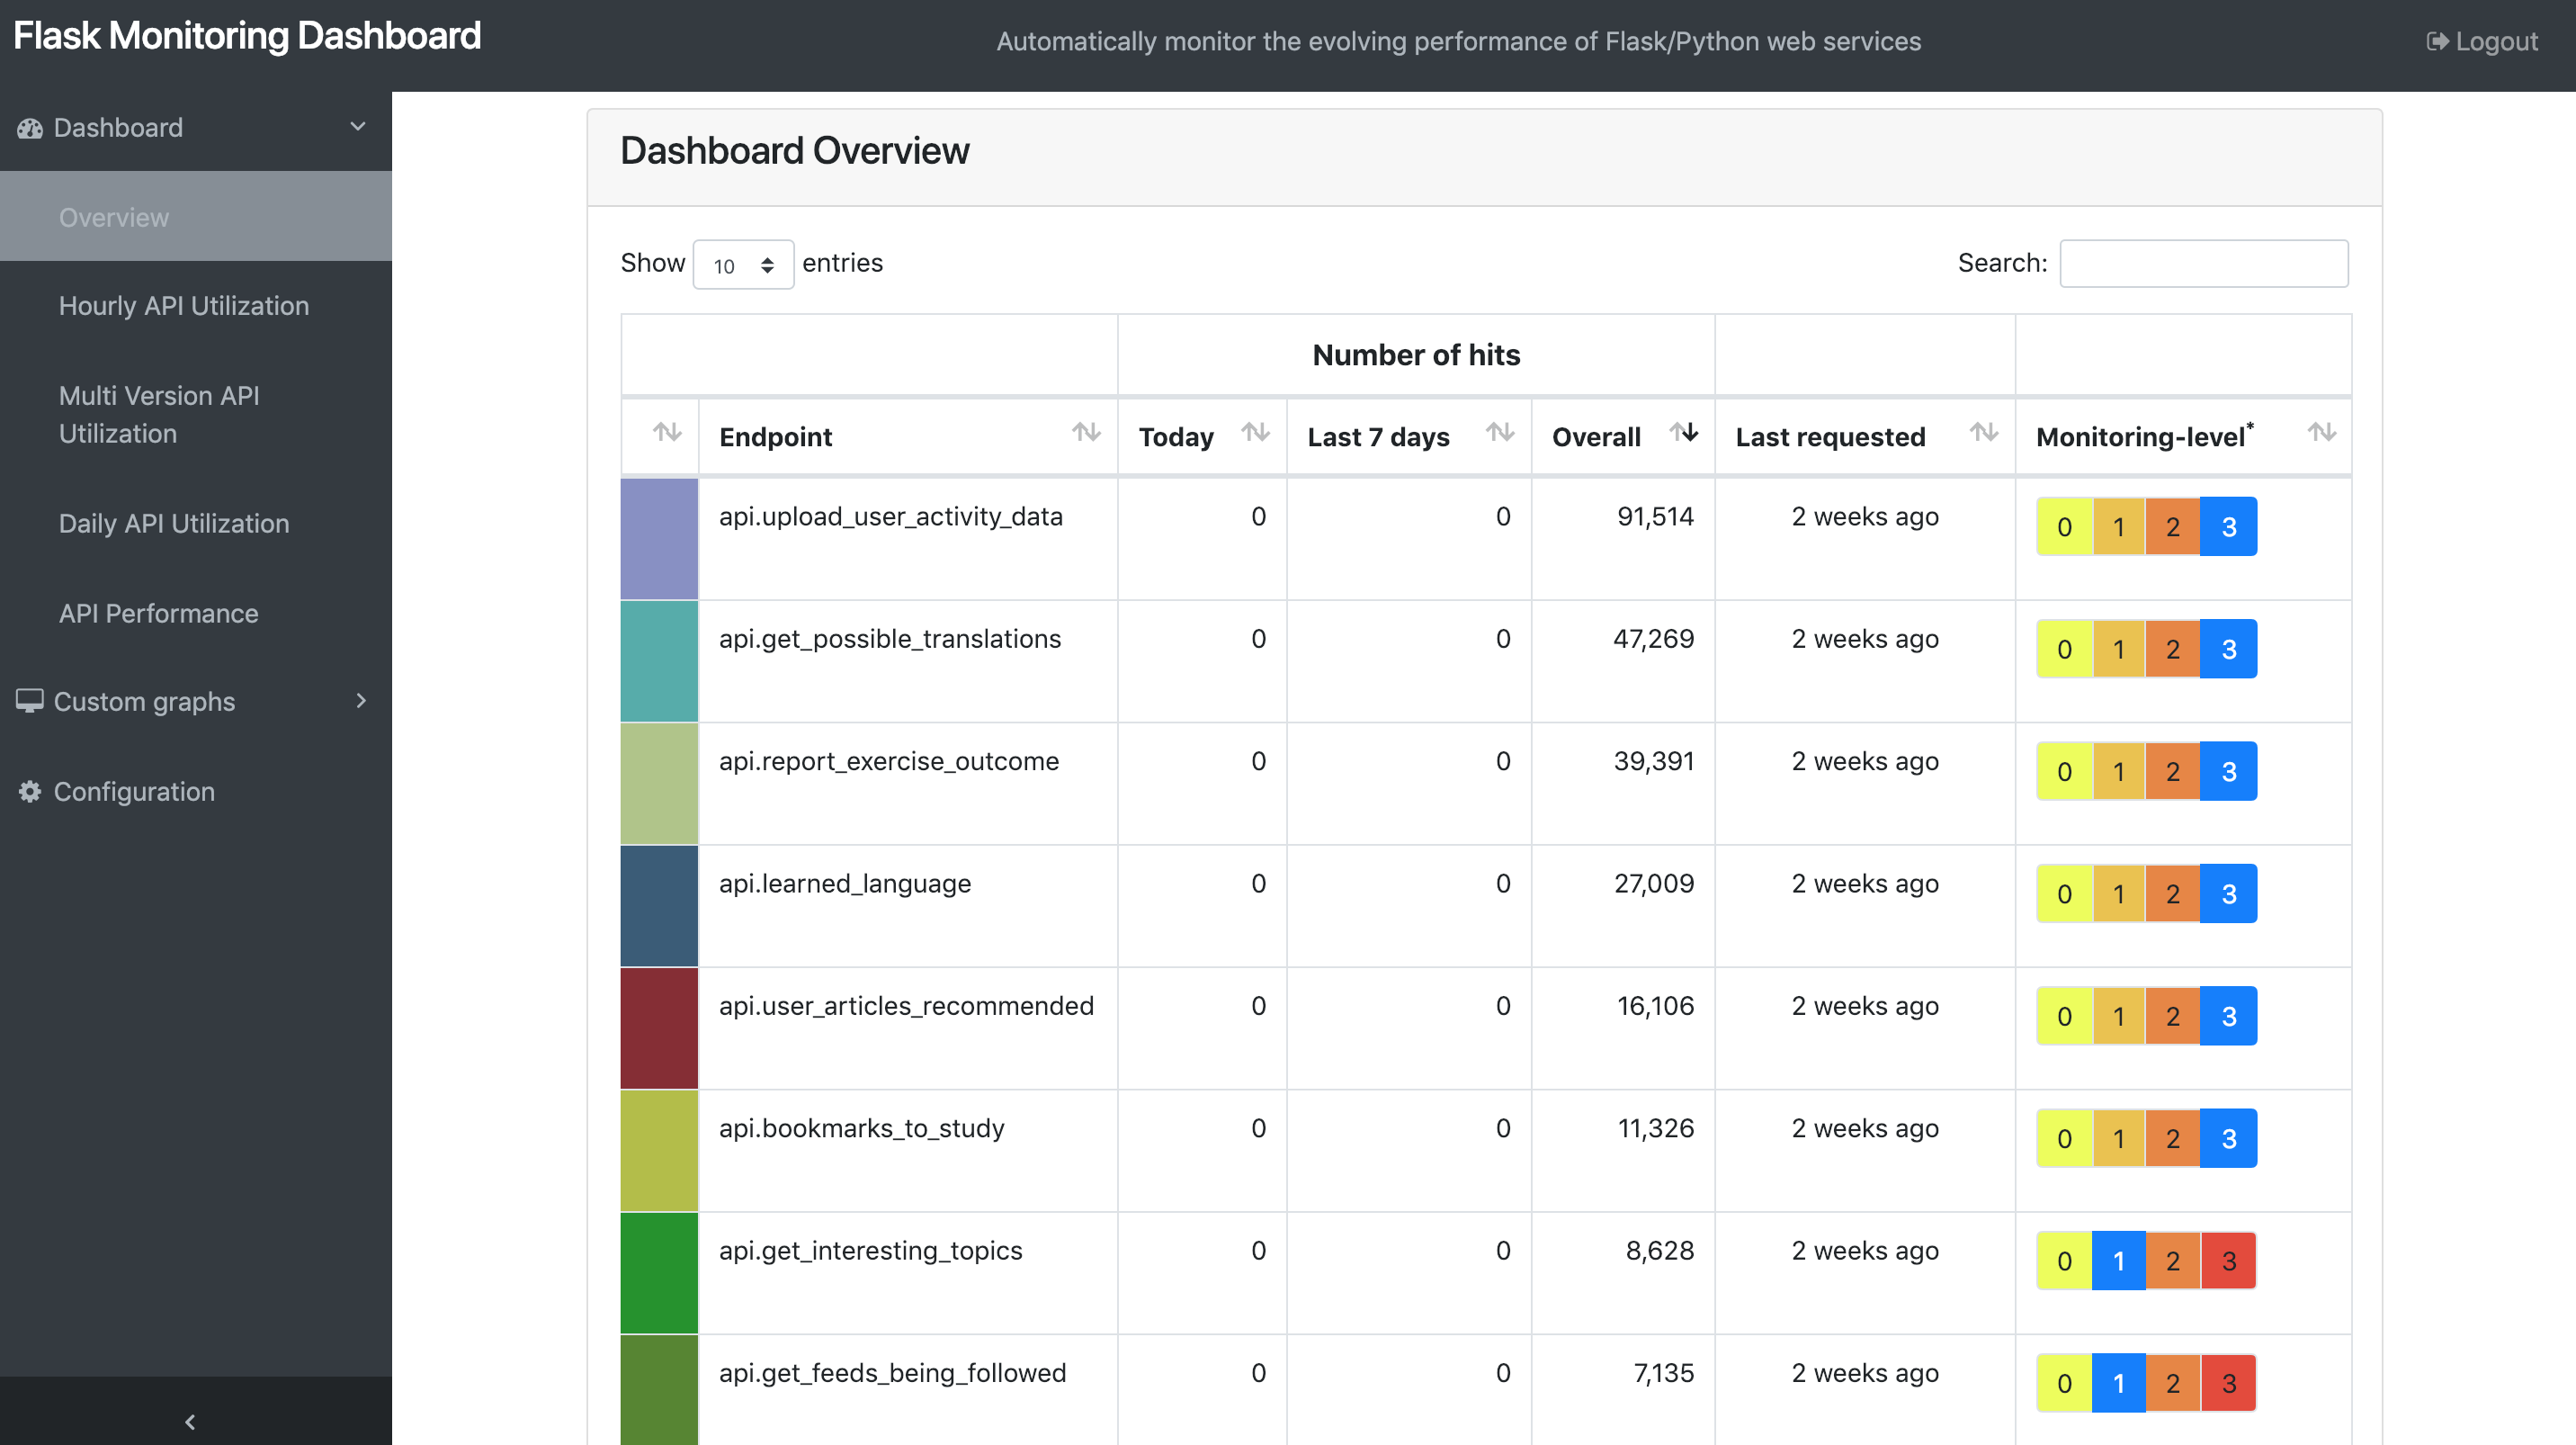 Flask Monitoring Dashboard
Automatically monitor the evolving performance of Flask/Python web services
Logout
Dashboard
Overview
Hourly API Utilization
Multi Version API
Utilization
Daily API Utilization
API Performance
Custom graphs
Configuration
Dashboard Overview
Show 10 entries
Search:
Number of hits
Endpoint Today Last 7 days Overall Last requested Monitoring-level*
api.upload_user_activity_data 0 0 91,514 2 weeks ago 0 1 2 3
api.get_possible_translations 0 0 47,269 2 weeks ago 0 1 2 3
api.report_exercise_outcome 0 0 39,391 2 weeks ago 0 1 2 3
api.learned_language 0 0 27,009 2 weeks ago 0 1 2 3
api.user_articles_recommended 0 0 16,106 2 weeks ago 0 1 2 3
api.bookmarks_to_study 0 0 11,326 2 weeks ago 0 1 2 3
api.get_interesting_topics 0 0 8,628 2 weeks ago 0 1 2 3
api.get_feeds_being_followed 0 0 7,135 2 weeks ago 0 1 2 3